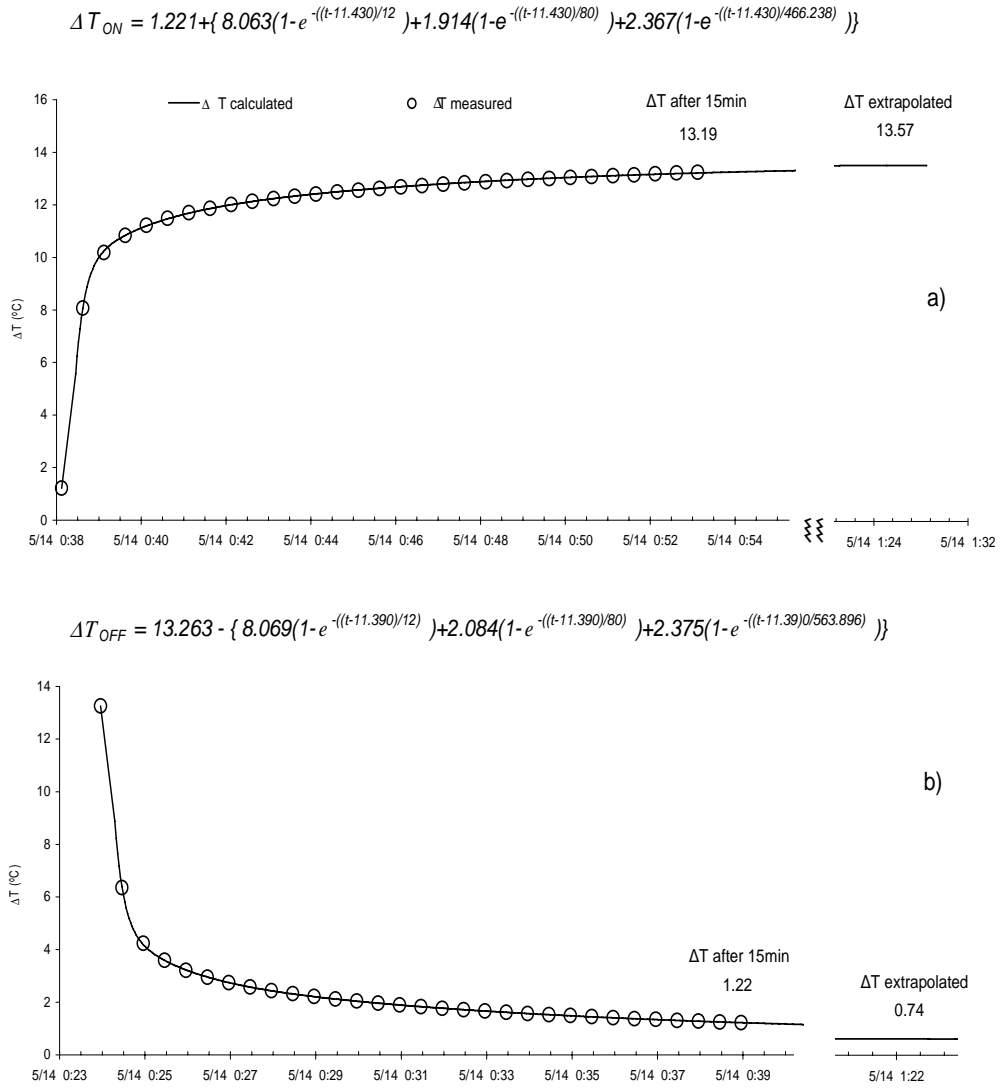 ΔT_ON = 1.221+{ 8.063(1-e^-((t-11.430)/12 )+1.914(1-e^-((t-11.430)/80) )+2.367(1-e^-((t-11.430)/466.238) )}
16
14
12
10
8
6
4
2
0
ΔT (ºC)
Δ T calculated
ΔT measured
ΔT after 15min
13.19
ΔT extrapolated
13.57
a)
5/14 0:38 5/14 0:40 5/14 0:42 5/14 0:44 5/14 0:46 5/14 0:48 5/14 0:50 5/14 0:52 5/14 0:54 5/14 1:24 5/14 1:32
ΔT_OFF = 13.263 - { 8.069(1-e^-((t-11.390)/12) )+2.084(1-e^-((t-11.390)/80) )+2.375(1-e^-((t-11.39)0/563.896) )}
14
12
10
8
6
4
2
0
ΔT (ºC)
b)
ΔT after 15min
1.22
ΔT extrapolated
0.74
5/14 0:23 5/14 0:25 5/14 0:27 5/14 0:29 5/14 0:31 5/14 0:33 5/14 0:35 5/14 0:37 5/14 0:39 5/14 1:22